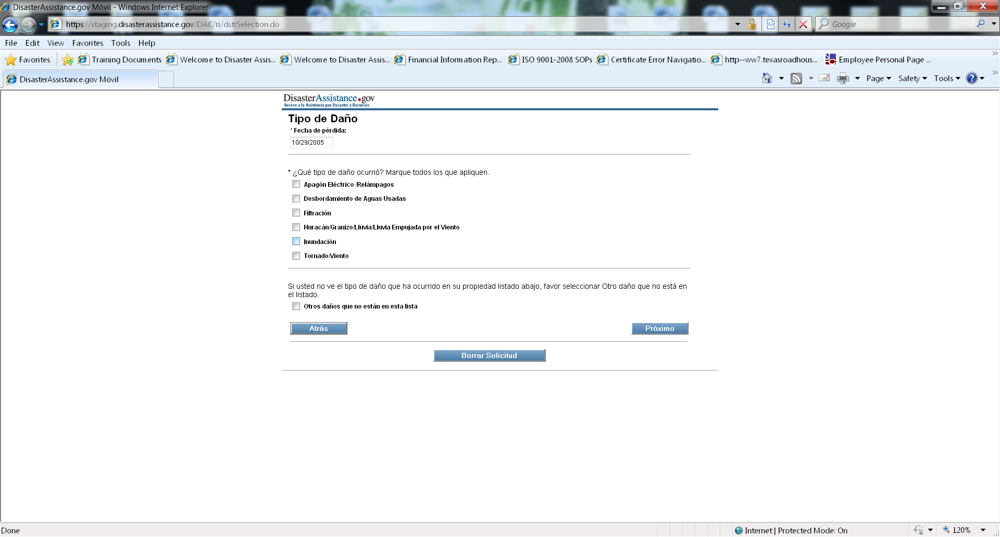 DisasterAssistance.gov Móvil - Windows Internet Explorer
https://staging.disasterassistance.gov/DAC/ri/dstrSelection.do
Google
File Edit View Favorites Tools Help
Favorites Training Documents Welcome to Disaster Assis... Welcome to Disaster Assis... Financial Information Rep... ISO 9001-2008 SOPs Certificate Error Navigatio... http--ww7.texasroadhous... Employee Personal Page ...
DisasterAssistance.gov Móvil
Page Safety Tools
DisasterAssistance.gov
Acceso a la Asistencia por Desastre y Recursos
Tipo de Daño
* Fecha de pérdida:
10/29/2005
* ¿Qué tipo de daño ocurrió? Marque todos los que apliquen.
Apagón Eléctrico /Relámpagos
Desbordamiento de Aguas Usadas
Filtración
Huracán/Granizo/Lluvia/Lluvia Empujada por el Viento
Inundación
Tornado/Viento
Si usted no ve el tipo de daño que ha ocurrido en su propiedad listado abajo, favor seleccionar Otro daño que no está en
el listado.
Otros daños que no están en esta lista
Atrás
Próximo
Borrar Solicitud
Done
Internet | Protected Mode: On
120%